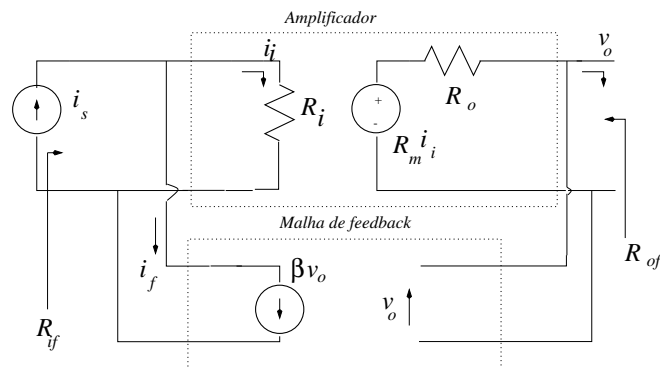 Amplificador
i_i
v_o
i_s
R_i
+
-
R_m i_i
R_o
Malha de feedback
R_of
i_f
βv_o
v_o
R_if